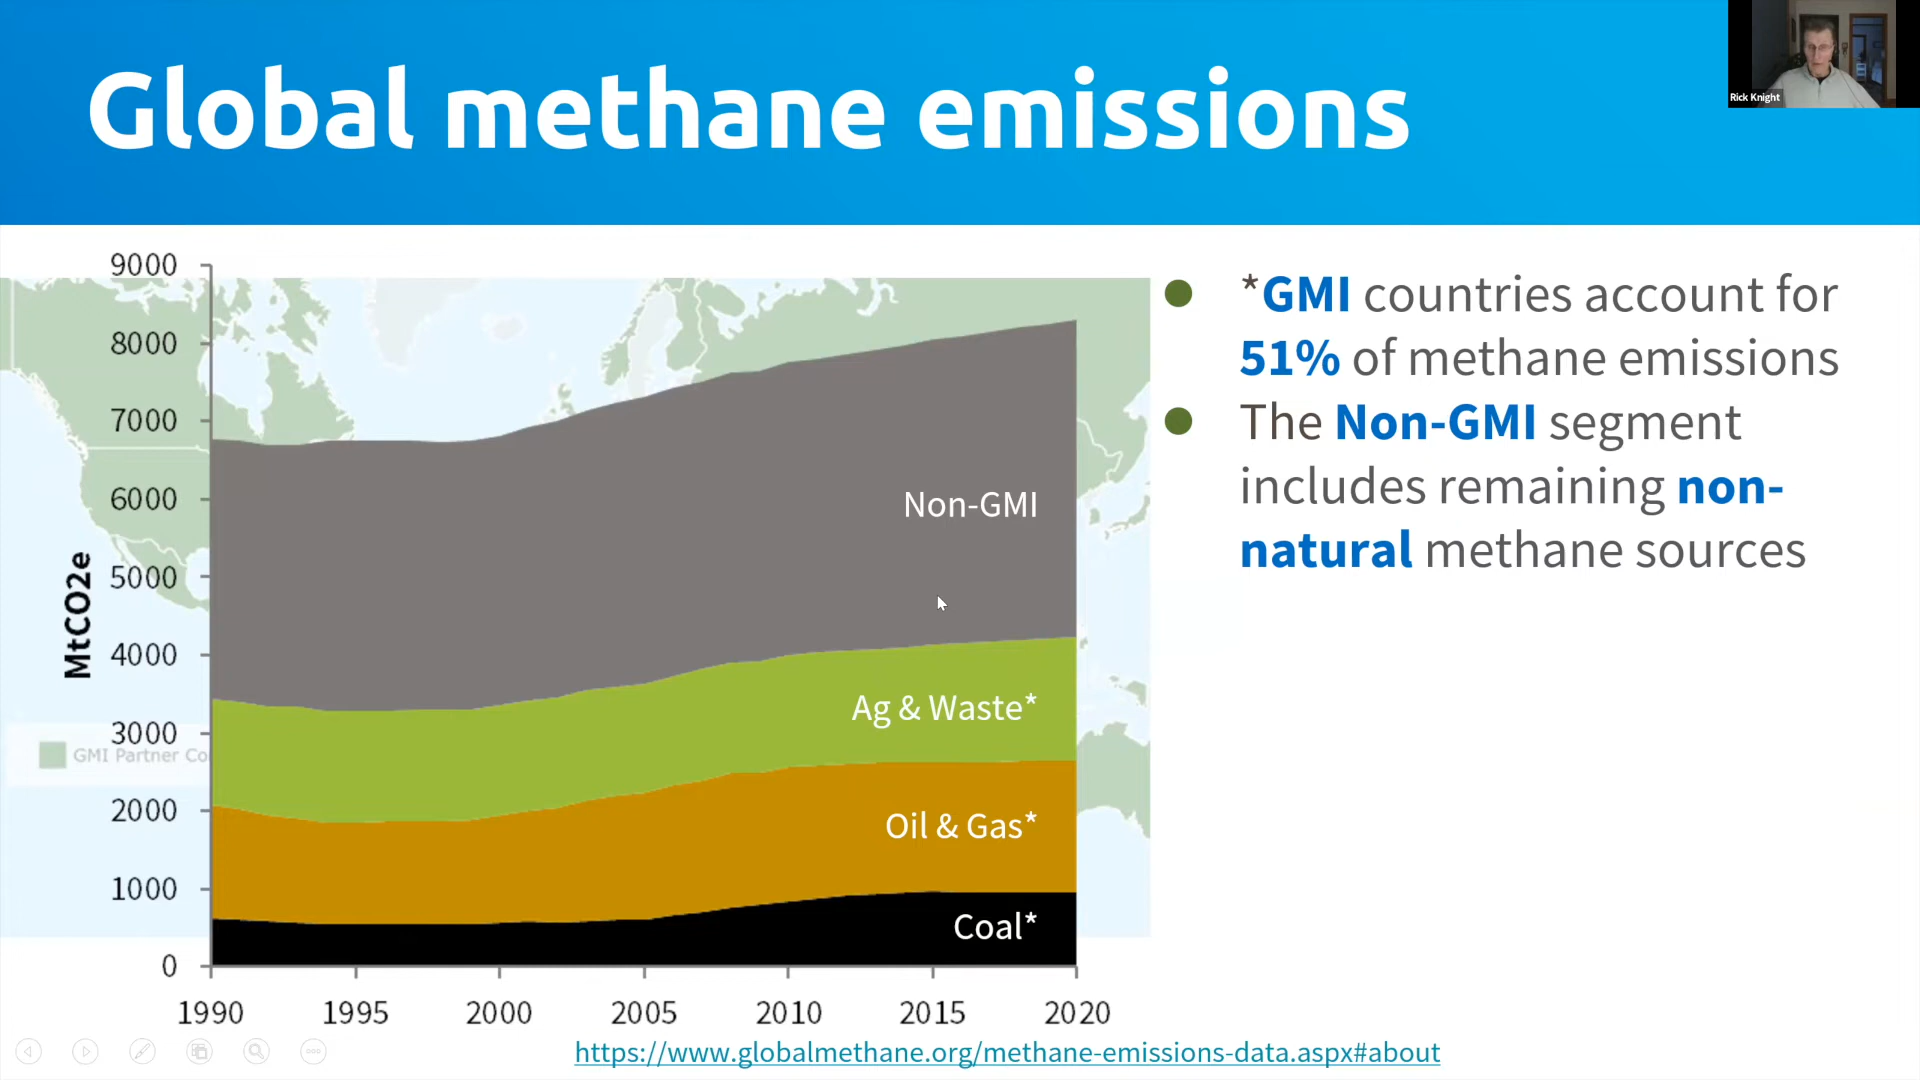 Global methane emissions
Rick Knight
9000
8000
7000
6000
5000
4000
3000
2000
1000
0
MtCO2e
GMI Partner Co
Non-GMI
Ag & Waste*
Oil & Gas*
Coal*
1990 1995 2000 2005 2010 2015 2020
*GMI countries account for
51% of methane emissions
The Non-GMI segment
includes remaining non-
natural methane sources
https://www.globalmethane.org/methane-emissions-data.aspx#about